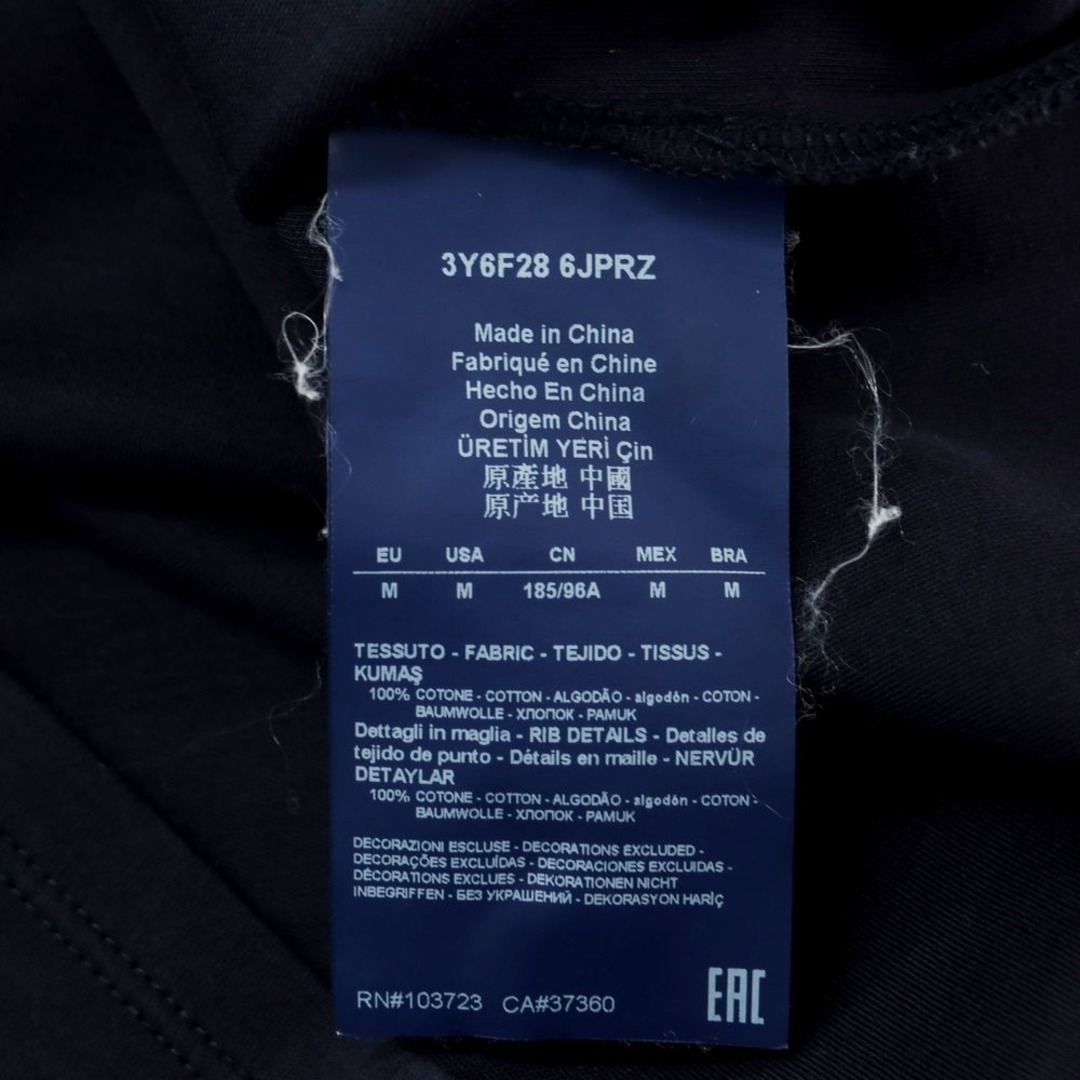 3Y6F28 6JPRZ
Made in China
Fabriqué en Chine
Hecho En China
Origem China
ÜRETİM YERİ Çin
原產地 中國
原产地 中国
EU USA CN MEX BRA
M M 185/96A M M
TESSUTO - FABRIC - TEJIDO - TISSUS -
KUMAŞ
100% COTONE - COTTON - ALGODÃO - algodón - COTON -
BAUMWOLLE - ХЛОПОК - PAMUK
Dettagli in maglia - RIB DETAILS - Detalles de
tejido de punto - Détails en maille - NERVÜR
DETAYLAR
100% COTONE - COTTON - ALGODÃO - algodón - COTON -
BAUMWOLLE - ХЛОПОК - PAMUK
DECORAZIONI ESCLUSE - DECORATIONS EXCLUDED -
DECORAÇÕES EXCLUÍDAS - DECORACIONES EXCLUIDAS -
DÉCORATIONS EXCLUES - DEKORATIONEN NICHT
INBEGRIFFEN - БЕЗ УКРАШЕНИЙ - DEKORASYON HARİÇ
RN#103723 CA#37360
EAC